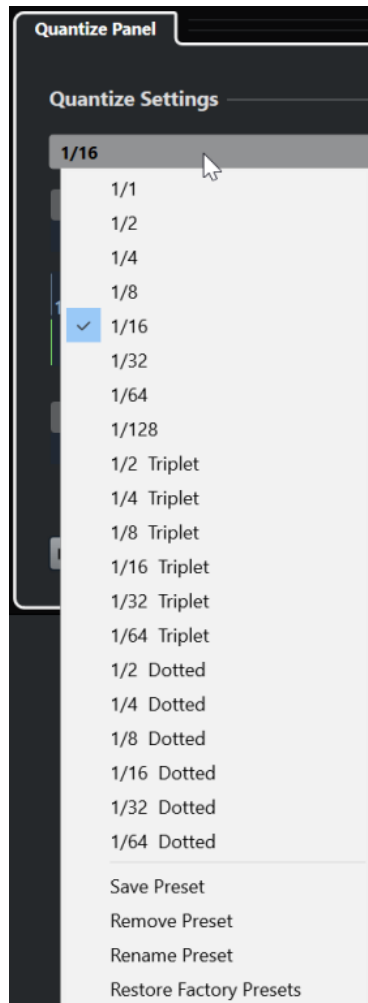 Quantize Panel
Quantize Settings
1/16
1/1
1/2
1/4
1/8
1/16
1/32
1/64
1/128
1/2 Triplet
1/4 Triplet
1/8 Triplet
1/16 Triplet
1/32 Triplet
1/64 Triplet
1/2 Dotted
1/4 Dotted
1/8 Dotted
1/16 Dotted
1/32 Dotted
1/64 Dotted
Save Preset
Remove Preset
Rename Preset
Restore Factory Presets